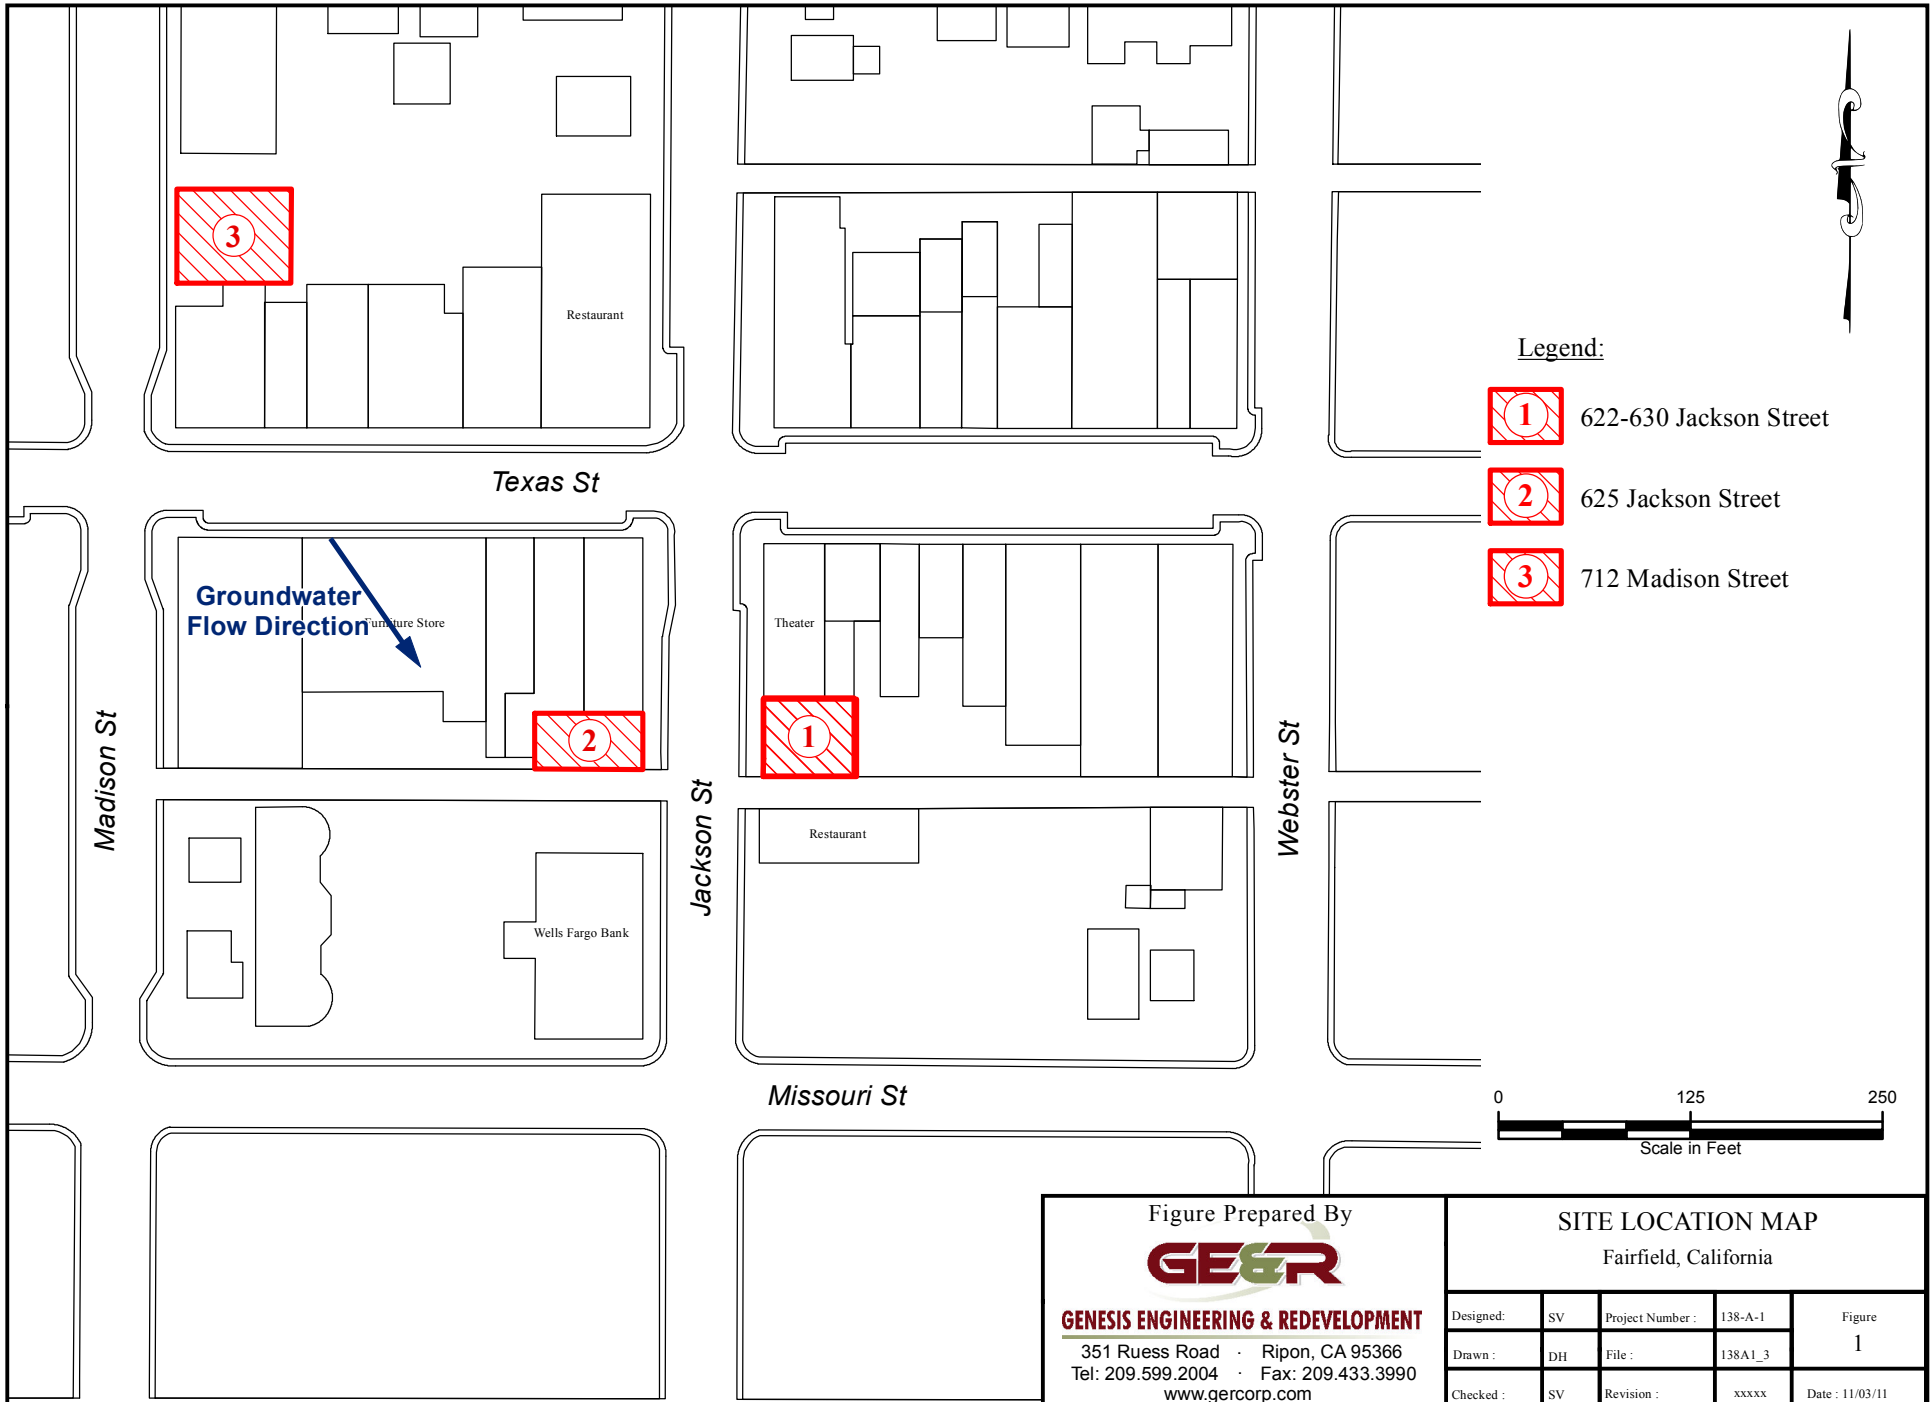 3
Restaurant
Legend:
1
622-630 Jackson Street
2
625 Jackson Street
3
712 Madison Street
Texas St
Groundwater
Flow Direction
Furniture Store
Theater
2
1
Madison St
Jackson St
Webster St
Restaurant
Wells Fargo Bank
Missouri St
0 125 250
Scale in Feet
Figure Prepared By
GE&R
GENESIS ENGINEERING & REDEVELOPMENT
351 Ruess Road · Ripon, CA 95366
Tel: 209.599.2004 · Fax: 209.433.3990
www.gercorp.com
SITE LOCATION MAP
Fairfield, California
Designed: SV Project Number : 138-A-1 Figure
1
Drawn : DH File : 138A1_3
Checked : SV Revision : xxxxx Date : 11/03/11